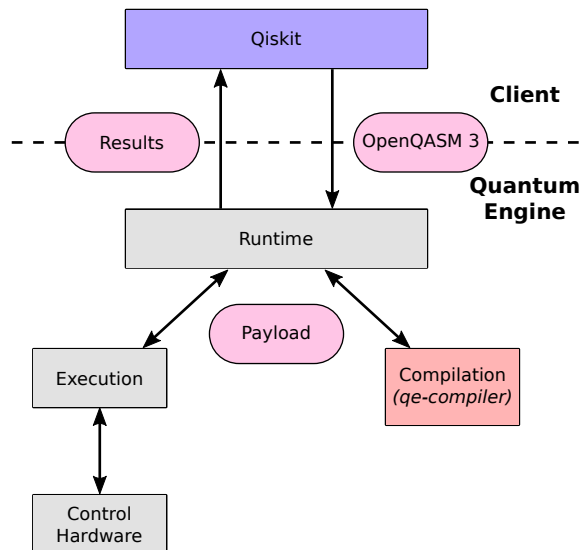 Qiskit
Client
Results
OpenQASM 3
Quantum
Engine
Runtime
Payload
Execution
Compilation
(qe-compiler)
Control
Hardware